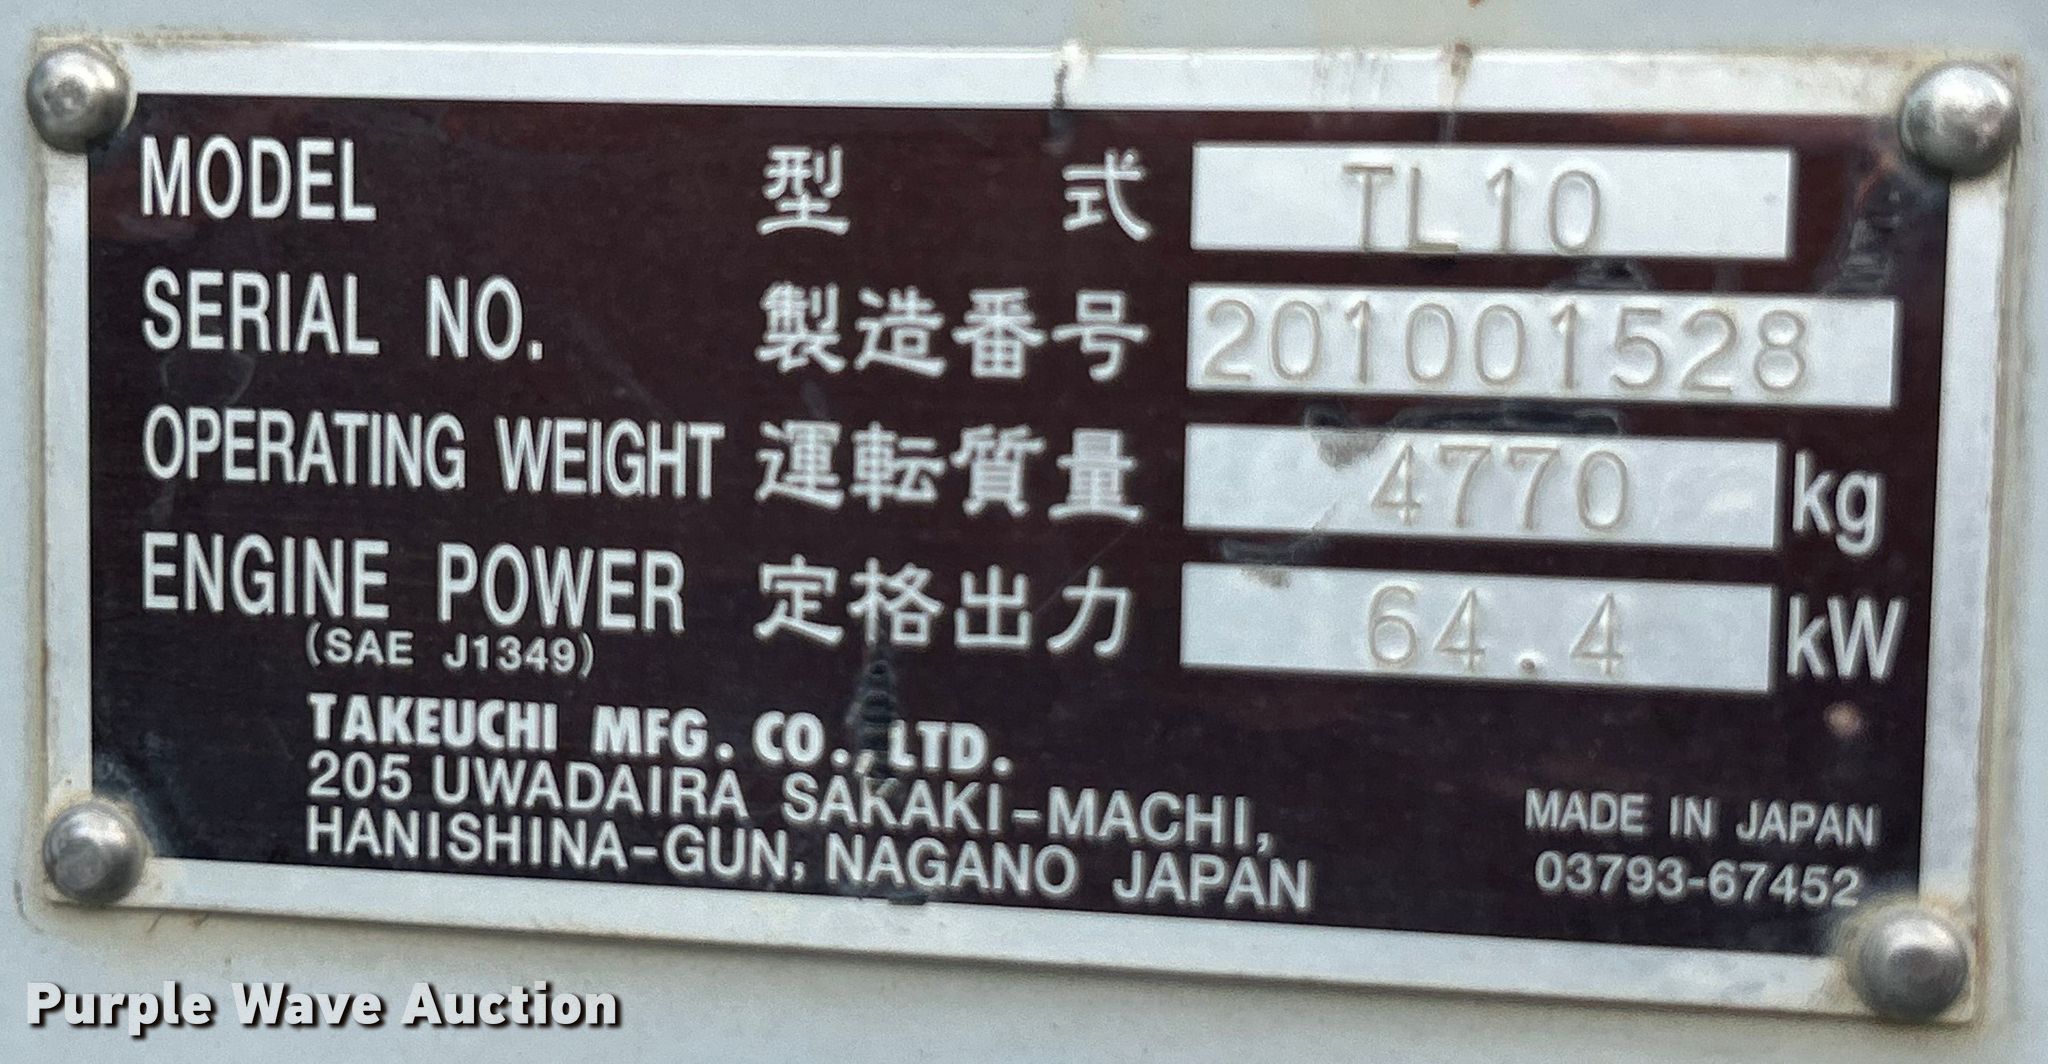 MODEL 型 式 TL10
SERIAL NO. 製造番号 201001528
OPERATING WEIGHT 運転質量 4770 kg
ENGINE POWER 定格出力 64.4 kW
(SAE J1349)
TAKEUCHI MFG. CO., LTD.
205 UWADAIRA SAKAKI-MACHI,
HANISHINA-GUN, NAGANO JAPAN
MADE IN JAPAN
03793-67452
Purple Wave Auction